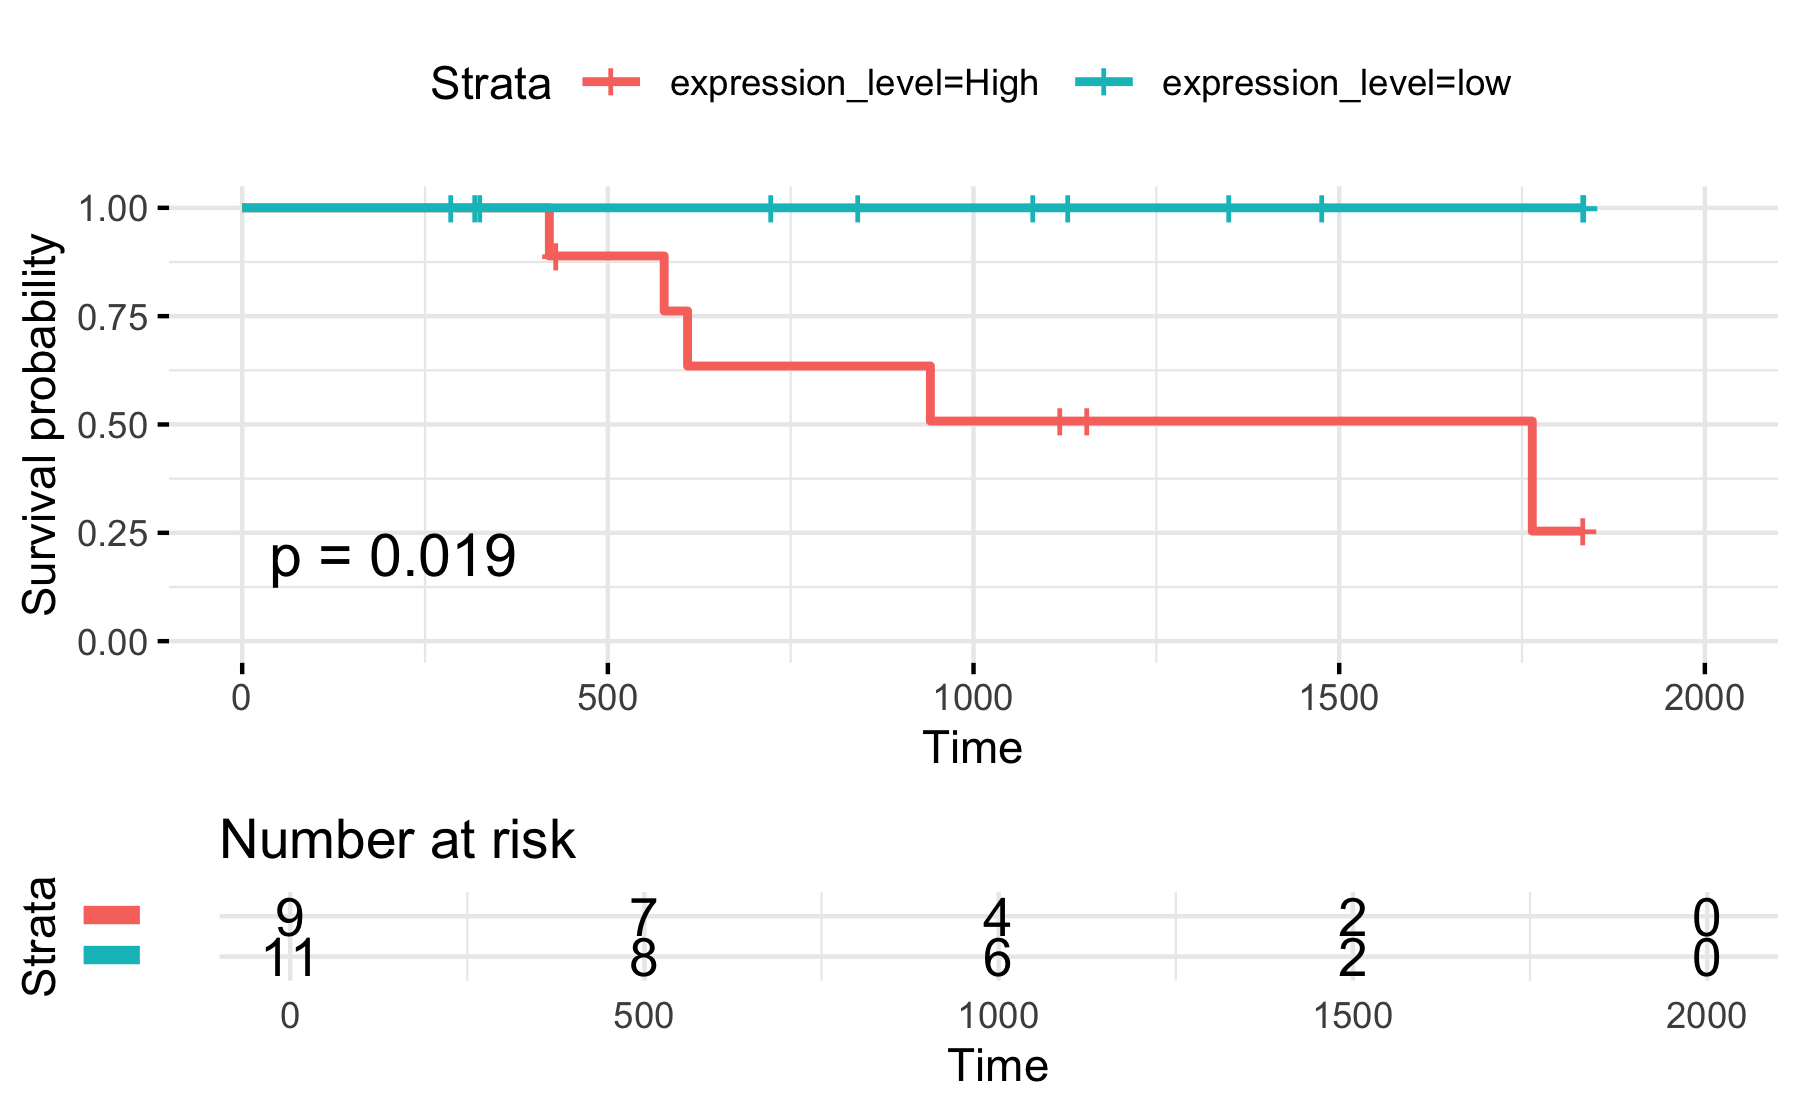 Strata expression_level=High expression_level=low
1.00
0.75
0.50
0.25
0.00
Survival probability
p = 0.019
0 500 1000 1500 2000
Time
Number at risk
Strata
9 7 4 2 0
11 8 6 2 0
0 500 1000 1500 2000
Time